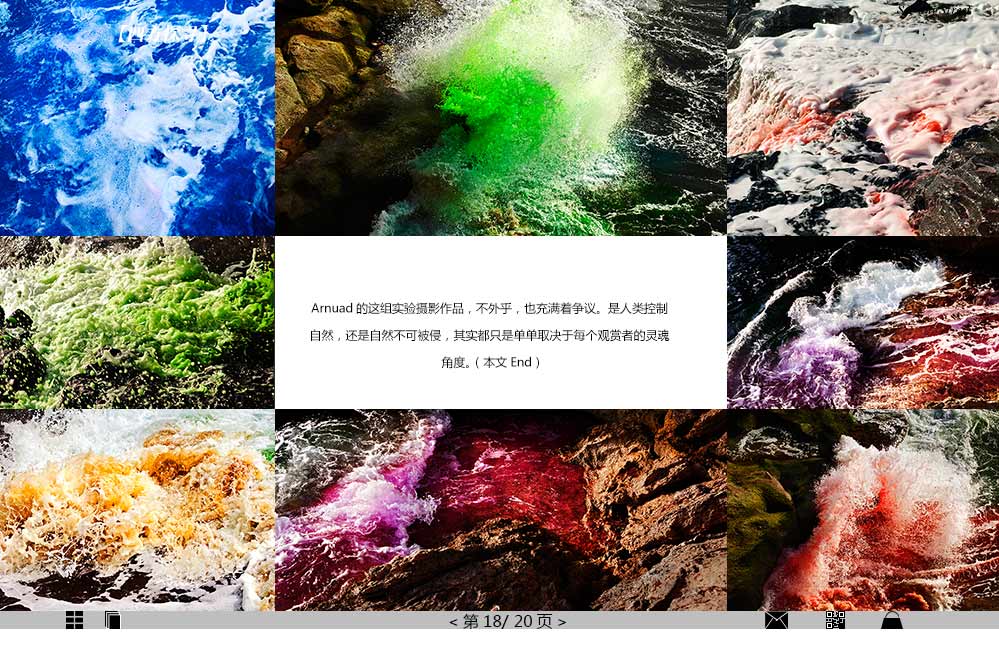 Arnuad 的这组实验摄影作品，不外乎，也充满着争议。是人类控制
自然，还是自然不可被侵，其实都只是单单取决于每个观赏者的灵魂
角度。( 本文 End )
< 第 18/ 20 页 >